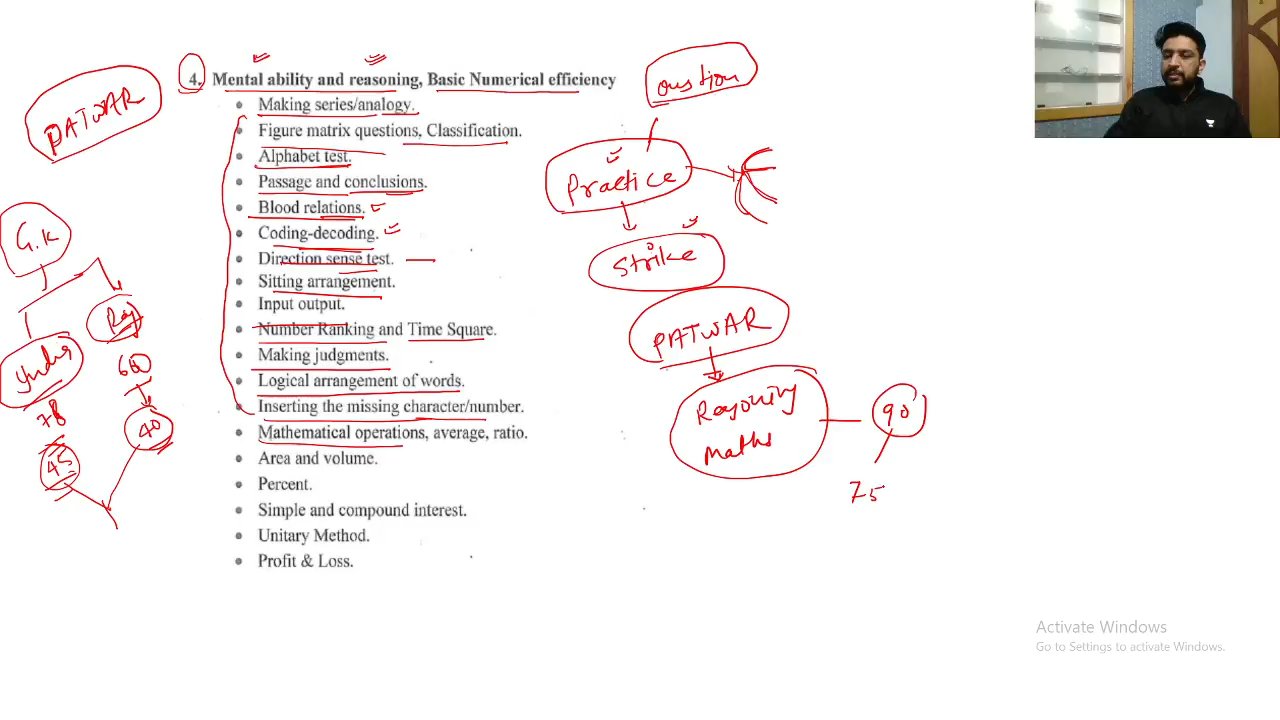 4. Mental ability and reasoning, Basic Numerical efficiency
• Making series/analogy.
• Figure matrix questions, Classification.
• Alphabet test.
• Passage and conclusions.
• Blood relations.
• Coding-decoding.
• Direction sense test.
• Sitting arrangement.
• Input output.
• Number Ranking and Time Square.
• Making judgments.
• Logical arrangement of words.
• Inserting the missing character/number.
• Mathematical operations, average, ratio.
• Area and volume.
• Percent.
• Simple and compound interest.
• Unitary Method.
• Profit & Loss.
PATWAR
G.K
Raj
78
45
40
Practice
Strike
PATWAR
Reasoning
Maths
90
75
Activate Windows
Go to Settings to activate Windows.